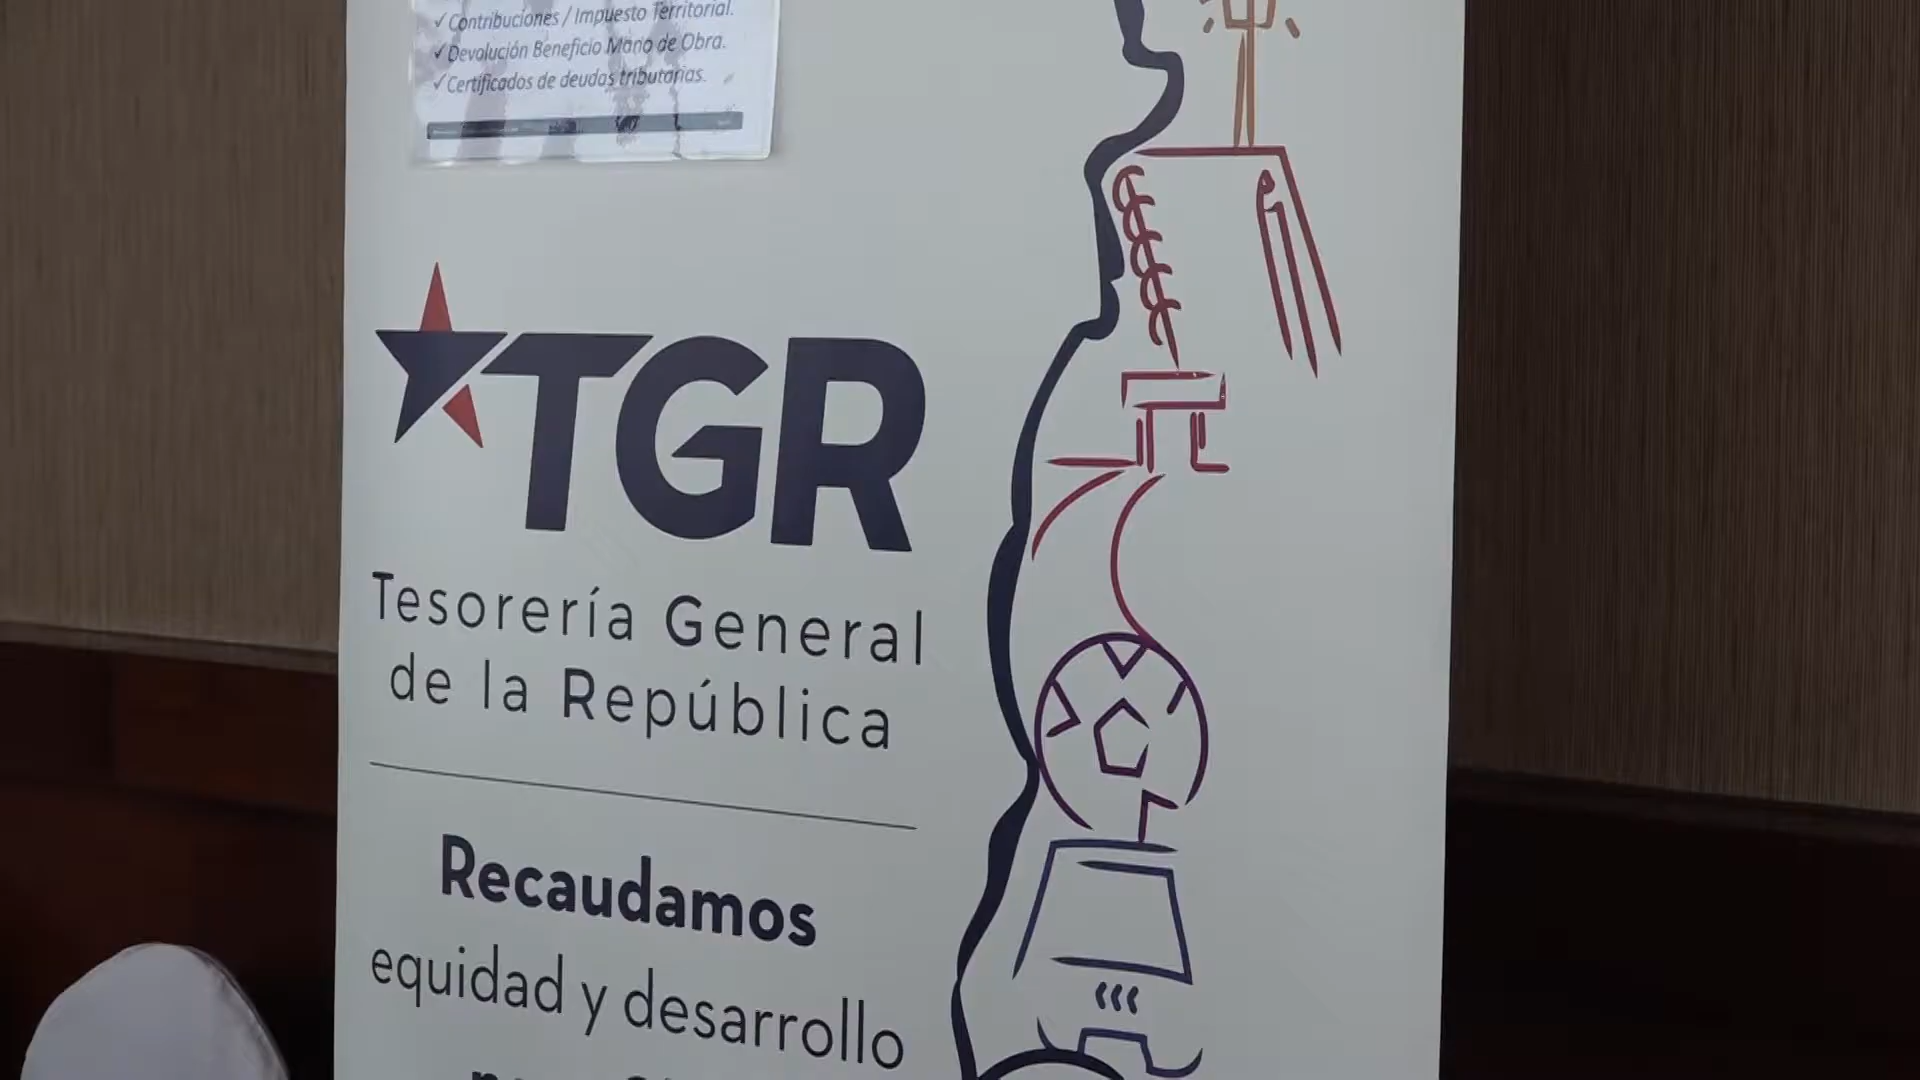 ✓ Contribuciones / Impuesto Territorial.
✓ Devolución Beneficio Mano de Obra.
✓ Certificados de deudas tributarias.
TGR
Tesorería General
de la República
Recaudamos
equidad y desarrollo